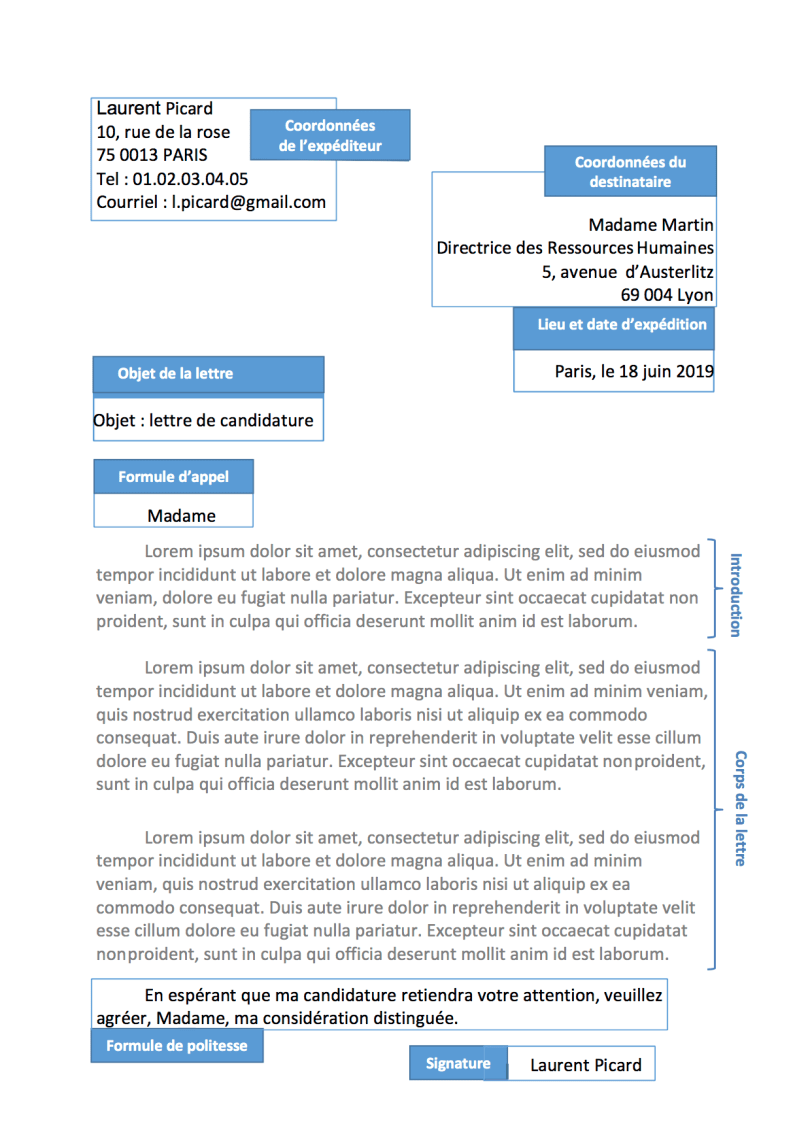 Laurent Picard
10, rue de la rose
75 0013 PARIS
Tel : 01.02.03.04.05
Courriel : l.picard@gmail.com
Coordonnées
de l’expéditeur
Coordonnées du
destinataire
Madame Martin
Directrice des Ressources Humaines
5, avenue d’Austerlitz
69 004 Lyon
Lieu et date d’expédition
Paris, le 18 juin 2019
Objet de la lettre
Objet : lettre de candidature
Formule d’appel
Madame
Lorem ipsum dolor sit amet, consectetur adipiscing elit, sed do eiusmod
tempor incididunt ut labore et dolore magna aliqua. Ut enim ad minim
veniam, dolore eu fugiat nulla pariatur. Excepteur sint occaecat cupidatat non
proident, sunt in culpa qui officia deserunt mollit anim id est laborum.
Introduction
Lorem ipsum dolor sit amet, consectetur adipiscing elit, sed do eiusmod
tempor incididunt ut labore et dolore magna aliqua. Ut enim ad minim veniam,
quis nostrud exercitation ullamco laboris nisi ut aliquip ex ea commodo
consequat. Duis aute irure dolor in reprehenderit in voluptate velit esse cillum
dolore eu fugiat nulla pariatur. Excepteur sint occaecat cupidatat non proident,
sunt in culpa qui officia deserunt mollit anim id est laborum.
Lorem ipsum dolor sit amet, consectetur adipiscing elit, sed do eiusmod
tempor incididunt ut labore et dolore magna aliqua. Ut enim ad minim
veniam, quis nostrud exercitation ullamco laboris nisi ut aliquip ex ea
commodo consequat. Duis aute irure dolor in reprehenderit in voluptate velit
esse cillum dolore eu fugiat nulla pariatur. Excepteur sint occaecat cupidatat
non proident, sunt in culpa qui officia deserunt mollit anim id est laborum.
Corps de la lettre
En espérant que ma candidature retiendra votre attention, veuillez
agréer, Madame, ma considération distinguée.
Formule de politesse
Signature
Laurent Picard